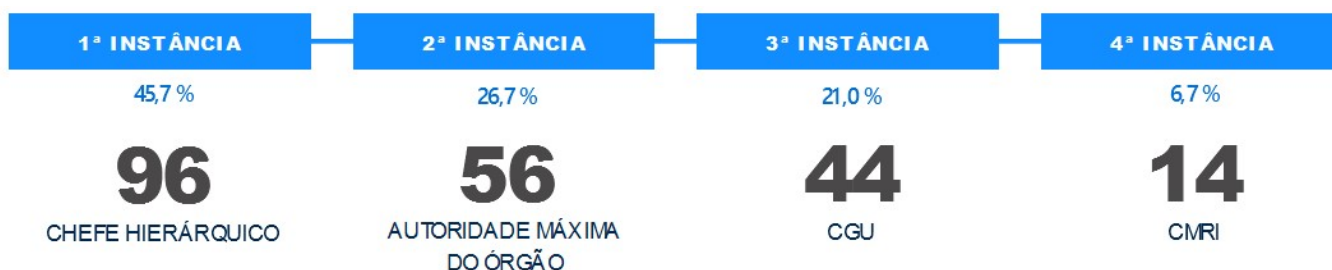 1ª INSTÂNCIA
45,7 %
96
CHEFE HIERÁRQUICO
2ª INSTÂNCIA
26,7 %
56
AUTORIDADE MÁXIMA
DO ÓRGÃO
3ª INSTÂNCIA
21,0 %
44
CGU
4ª INSTÂNCIA
6,7 %
14
CMRI